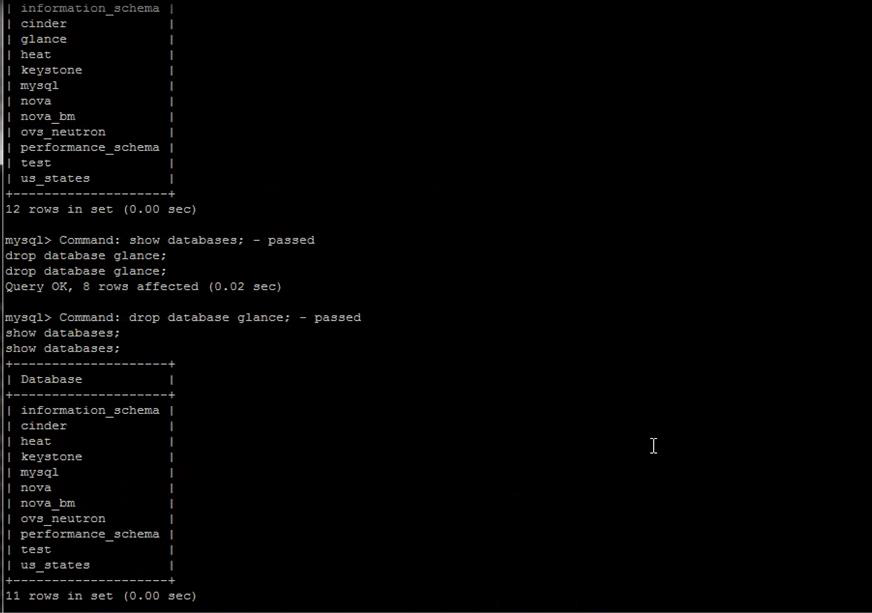 | information_schema |
| cinder             |
| glance             |
| heat               |
| keystone           |
| mysql              |
| nova               |
| nova_bm            |
| ovs_neutron        |
| performance_schema |
| test               |
| us_states          |
+--------------------+
12 rows in set (0.00 sec)
mysql> Command: show databases; - passed
drop database glance;
drop database glance;
Query OK, 8 rows affected (0.02 sec)
mysql> Command: drop database glance; - passed
show databases;
show databases;
+--------------------+
| Database           |
+--------------------+
| information_schema |
| cinder             |
| heat               |
| keystone           |
| mysql              |
| nova               |
| nova_bm            |
| ovs_neutron        |
| performance_schema |
| test               |
| us_states          |
+--------------------+
11 rows in set (0.00 sec)